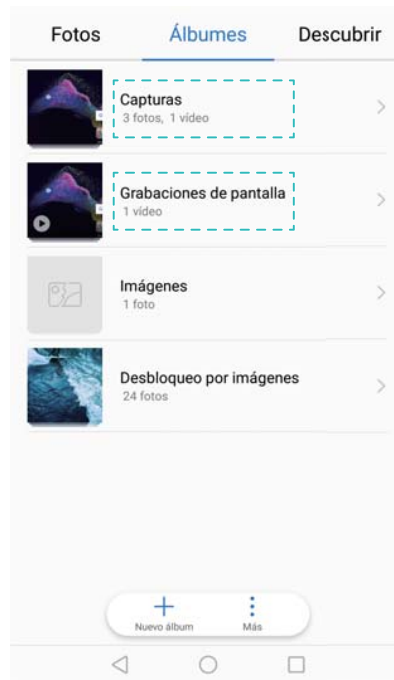 Fotos Álbumes Descubrir
Capturas
3 fotos, 1 vídeo
Grabaciones de pantalla
1 vídeo
Imágenes
1 foto
Desbloqueo por imágenes
24 fotos
Nuevo álbum Más